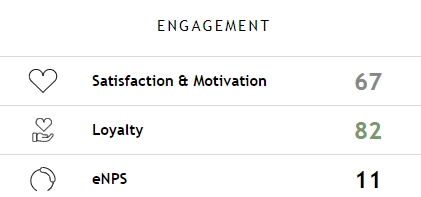 ENGAGEMENT
Satisfaction & Motivation 67
Loyalty 82
eNPS 11